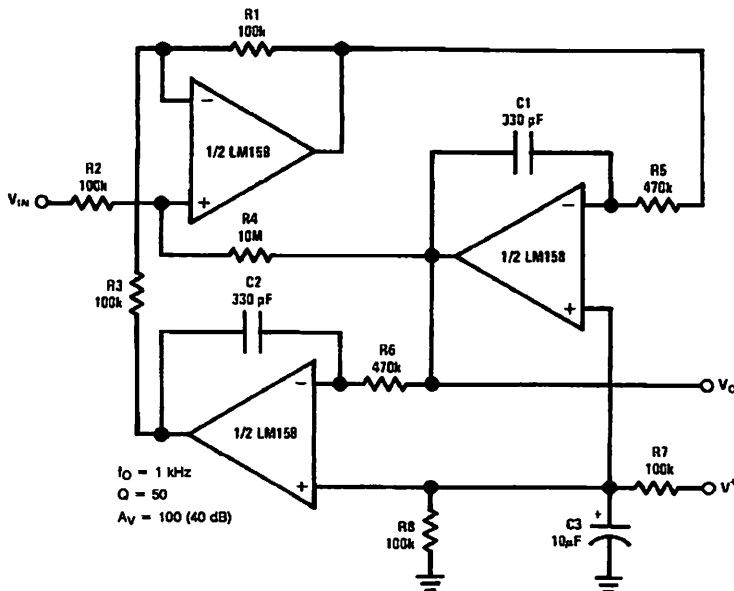 R1
100k
1/2 LM158
R2
100k
VIN
R4
10M
C1
330 pF
R5
470k
1/2 LM158
R3
100k
C2
330 pF
R6
470k
1/2 LM158
fO = 1 kHz
Q = 50
AV = 100 (40 dB)
R8
100k
R7
100k
V+
C3
10µF
+
−
+
−
+
−
+